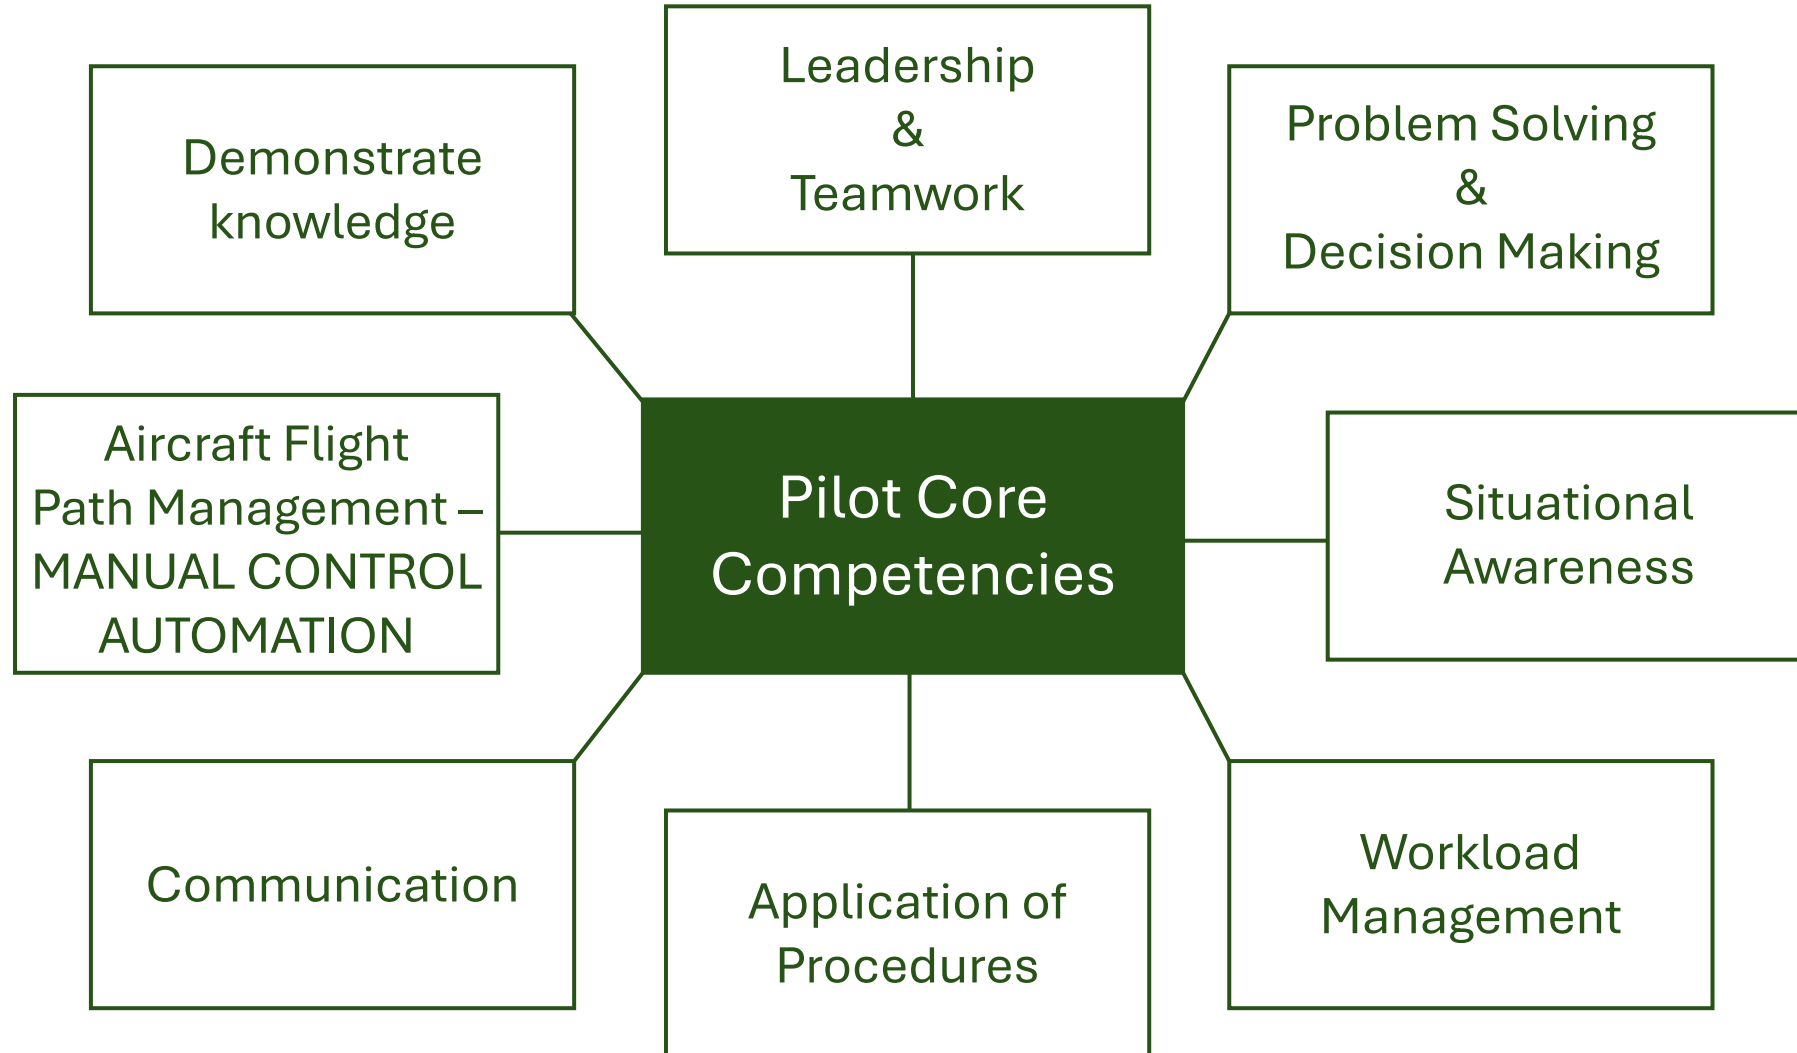 Leadership
&
Teamwork
Demonstrate
knowledge
Problem Solving
&
Decision Making
Aircraft Flight
Path Management –
MANUAL CONTROL
AUTOMATION
Pilot Core
Competencies
Situational
Awareness
Communication
Application of
Procedures
Workload
Management